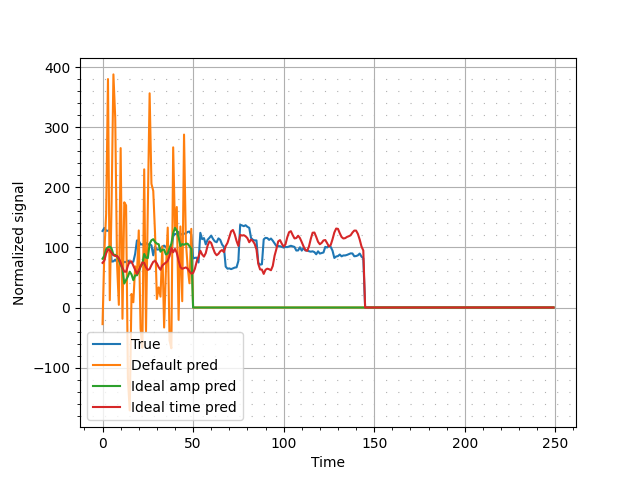 400
300
200
100
0
−100
Normalized signal
True
Default pred
Ideal amp pred
Ideal time pred
0 50 100 150 200 250
Time